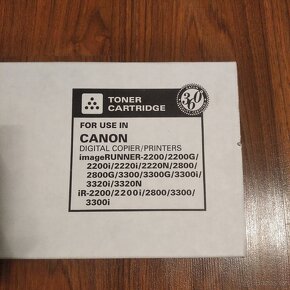 TONER
CARTRIDGE
360
FOR USE IN
CANON
DIGITAL COPIER/PRINTERS
imageRUNNER-2200/2200G/
2200i/2220i/2220N/2800/
2800G/3300/3300G/3300i/
3320i/3320N
iR-2200/2200i/2800/3300/
3300i